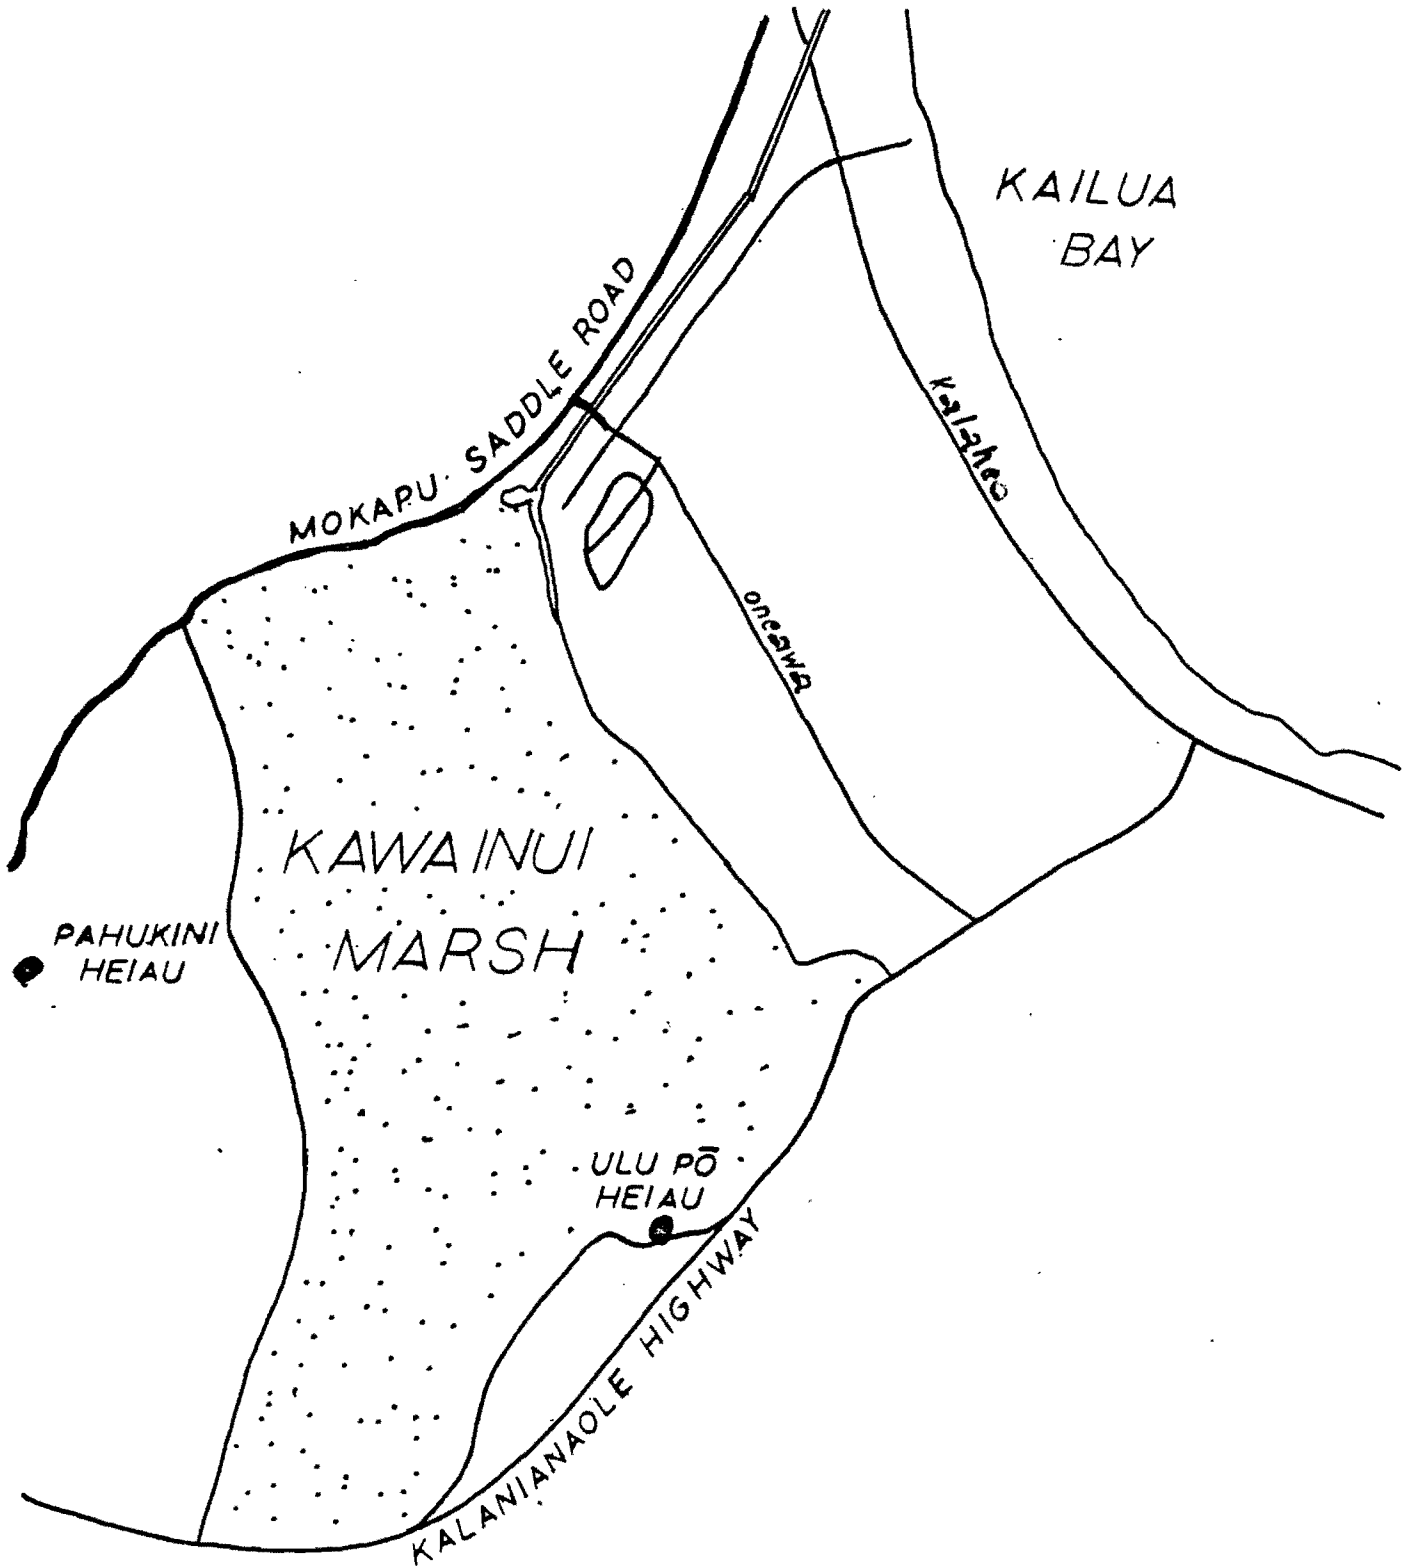 KAILUA
BAY
MOKAPU SADDLE ROAD
Kalaheo
oneawa
KAWAINUI
MARSH
PAHUKINI
HEIAU
ULU PŌ
HEIAU
KALANIANAOLE HIGHWAY